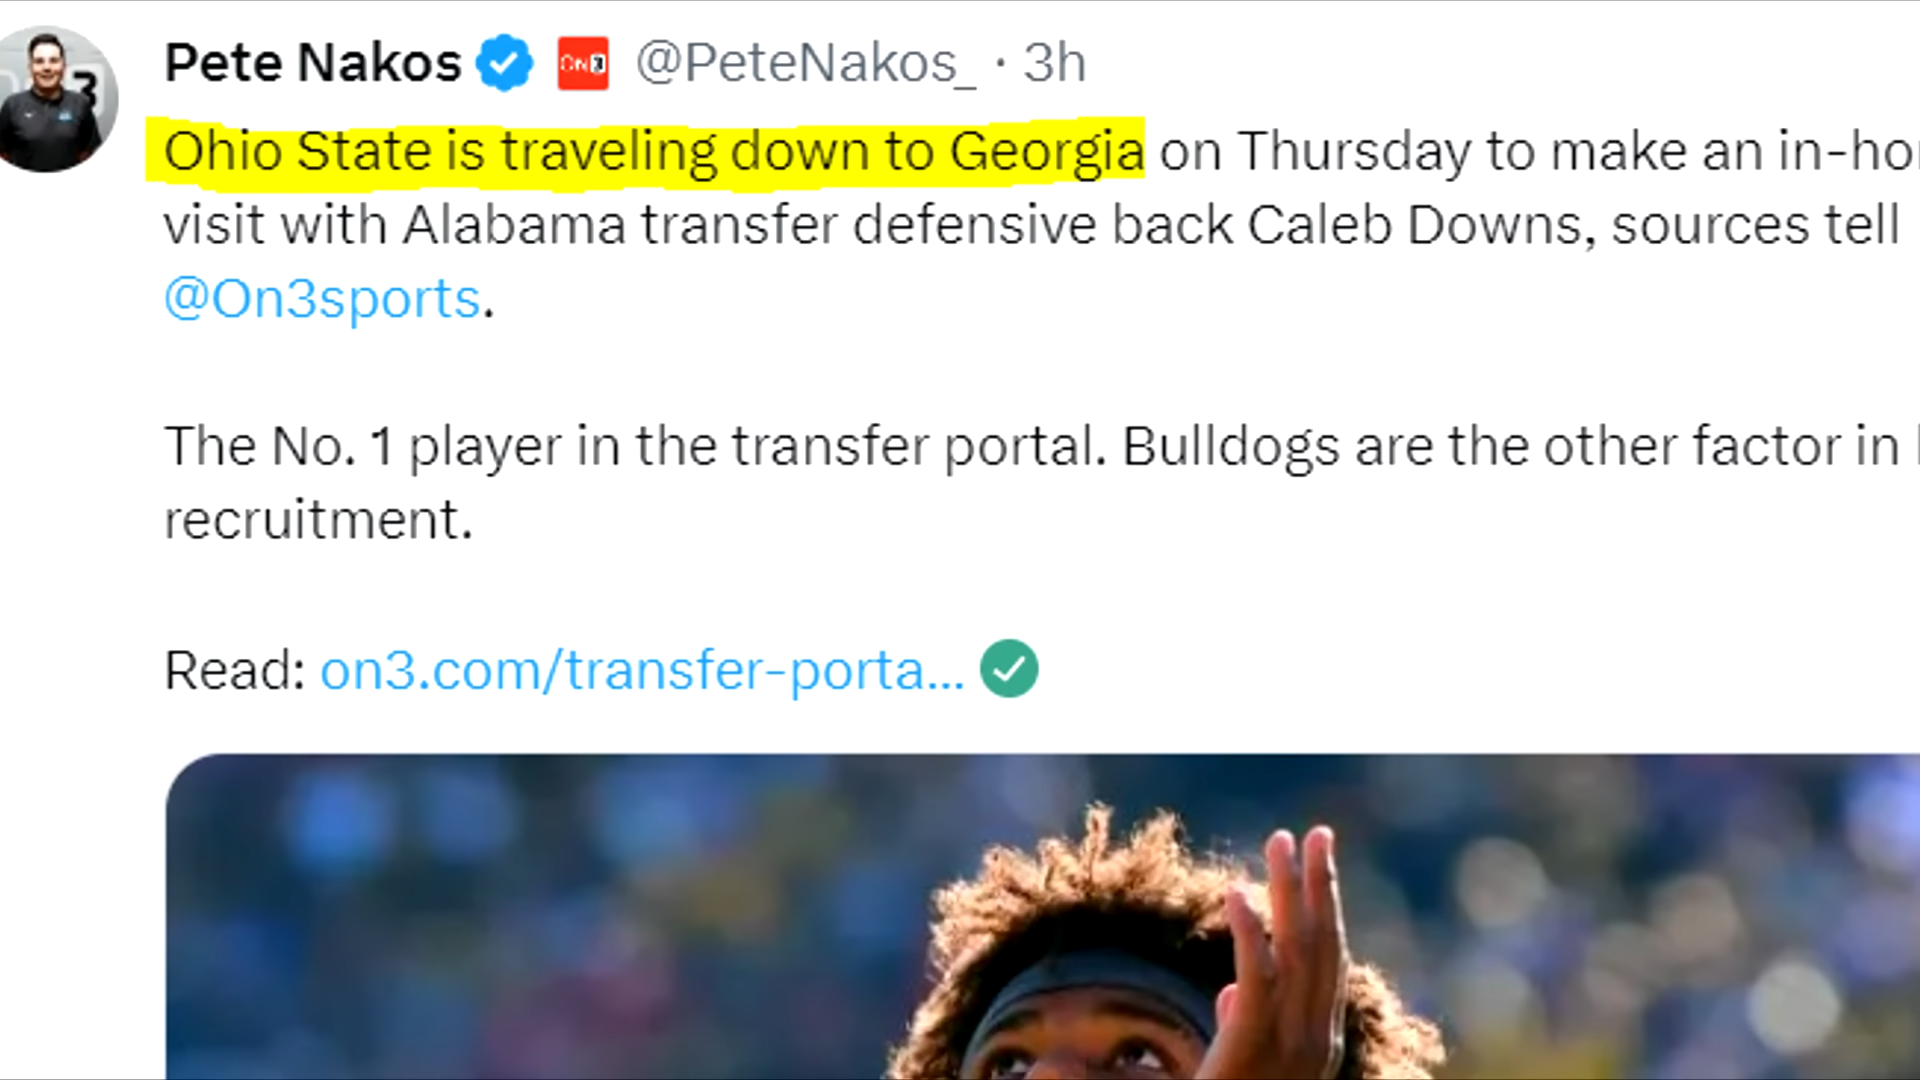 Pete Nakos ON3 @PeteNakos_ · 3h
Ohio State is traveling down to Georgia on Thursday to make an
visit with Alabama transfer defensive back Caleb Downs, sources tell
@On3sports.
The No. 1 player in the transfer portal. Bulldogs are the other factor in
recruitment.
Read: on3.com/transfer-porta...